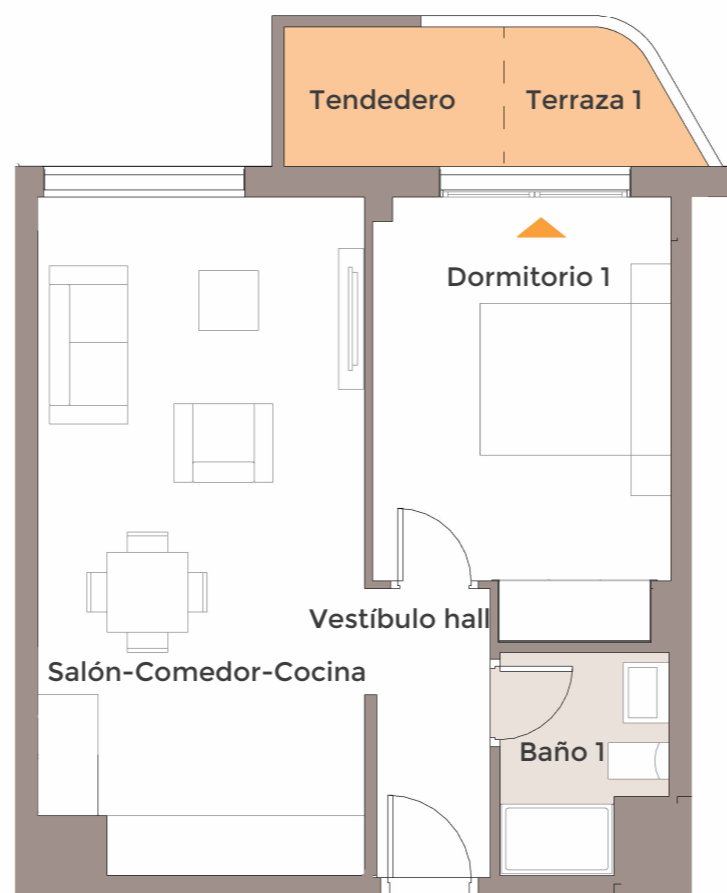 Tendedero
Terraza 1
Dormitorio 1
Vestíbulo hall
Salón-Comedor-Cocina
Baño 1